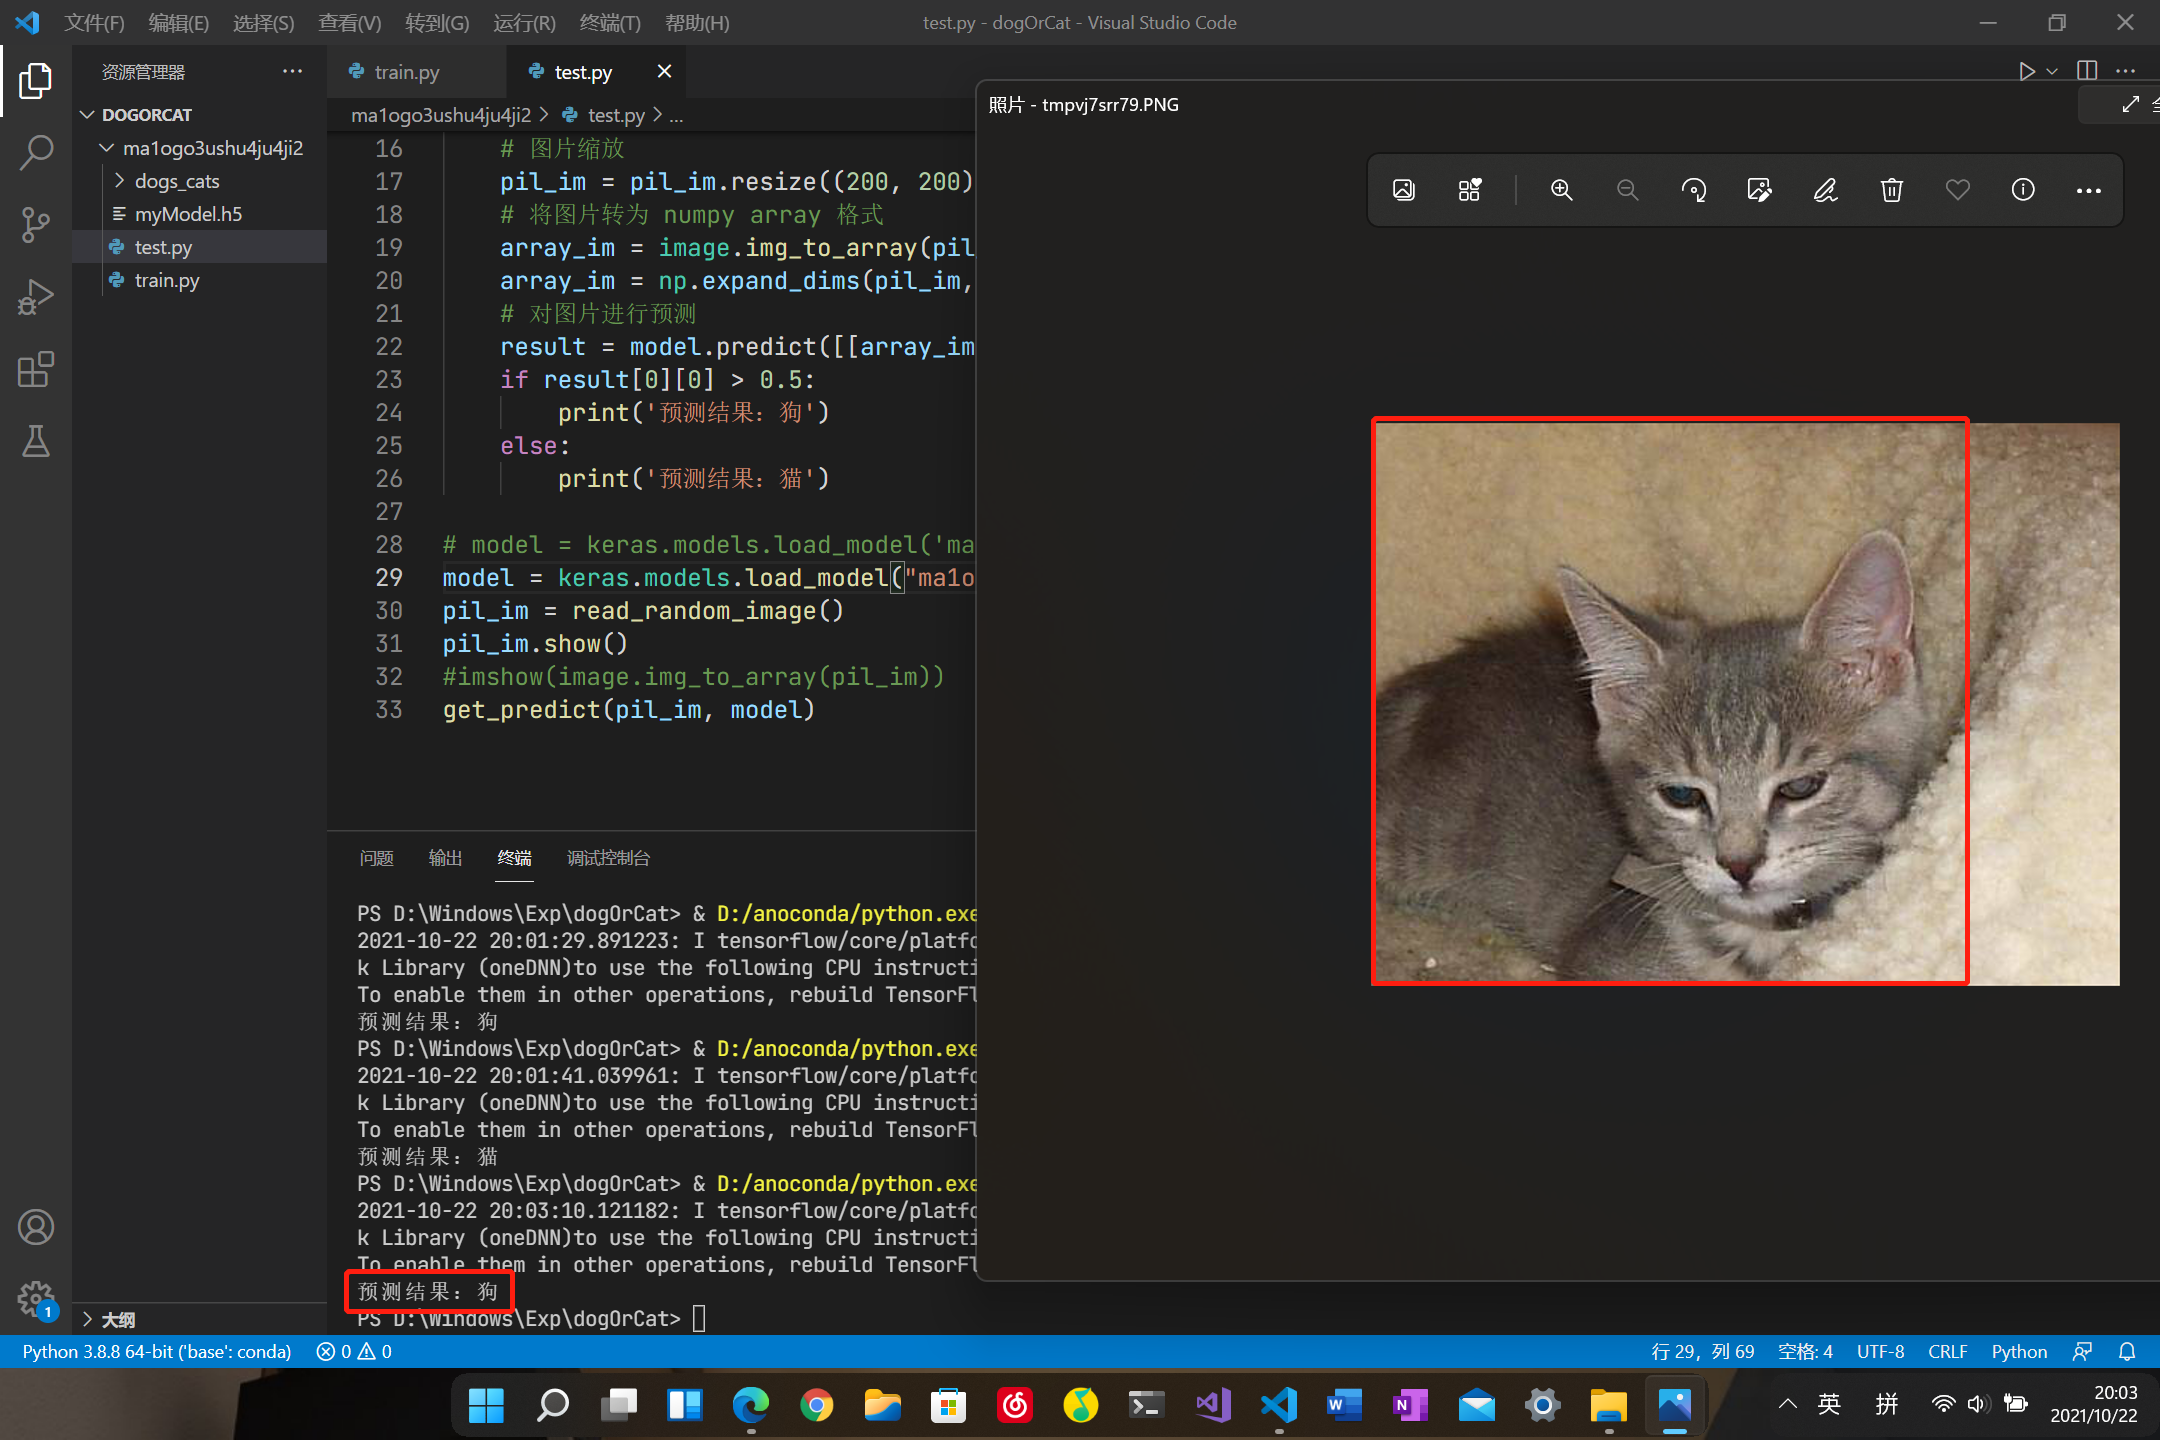 文件(F) 编辑(E) 选择(S) 查看(V) 转到(G) 运行(R) 终端(T) 帮助(H) test.py - dogOrCat - Visual Studio Code
资源管理器 ···
train.py
test.py
DOGORCAT
ma1ogo3ushu4ju4ji2
dogs_cats
myModel.h5
test.py
train.py
ma1ogo3ushu4ju4ji2 > test.py > ...
16 # 图片缩放
17 pil_im = pil_im.resize((200, 200)
18 # 将图片转为 numpy array 格式
19 array_im = image.img_to_array(pil
20 array_im = np.expand_dims(pil_im,
21 # 对图片进行预测
22 result = model.predict([[array_im
23 if result[0][0] > 0.5:
24 print('预测结果: 狗')
25 else:
26 print('预测结果: 猫')
27
28 # model = keras.models.load_model('ma
29 model = keras.models.load_model("ma1o
30 pil_im = read_random_image()
31 pil_im.show()
32 #imshow(image.img_to_array(pil_im))
33 get_predict(pil_im, model)
照片 - tmpvj7srr79.PNG
问题 输出 终端 调试控制台
PS D:\Windows\Exp\dogOrCat> & D:/anoconda/python.exe
2021-10-22 20:01:29.891223: I tensorflow/core/platfo
k Library (oneDNN)to use the following CPU instructi
To enable them in other operations, rebuild TensorFl
预测结果: 狗
PS D:\Windows\Exp\dogOrCat> & D:/anoconda/python.exe
2021-10-22 20:01:41.039961: I tensorflow/core/platfo
k Library (oneDNN)to use the following CPU instructi
To enable them in other operations, rebuild TensorFl
预测结果: 猫
PS D:\Windows\Exp\dogOrCat> & D:/anoconda/python.exe
2021-10-22 20:03:10.121182: I tensorflow/core/platfo
k Library (oneDNN)to use the following CPU instructi
To enable them in other operations, rebuild TensorFl
预测结果: 狗
PS D:\Windows\Exp\dogOrCat>
1
大纲
Python 3.8.8 64-bit ('base': conda) 0 0 行 29，列 69 空格: 4 UTF-8 CRLF Python
英 拼 20:03
2021/10/22